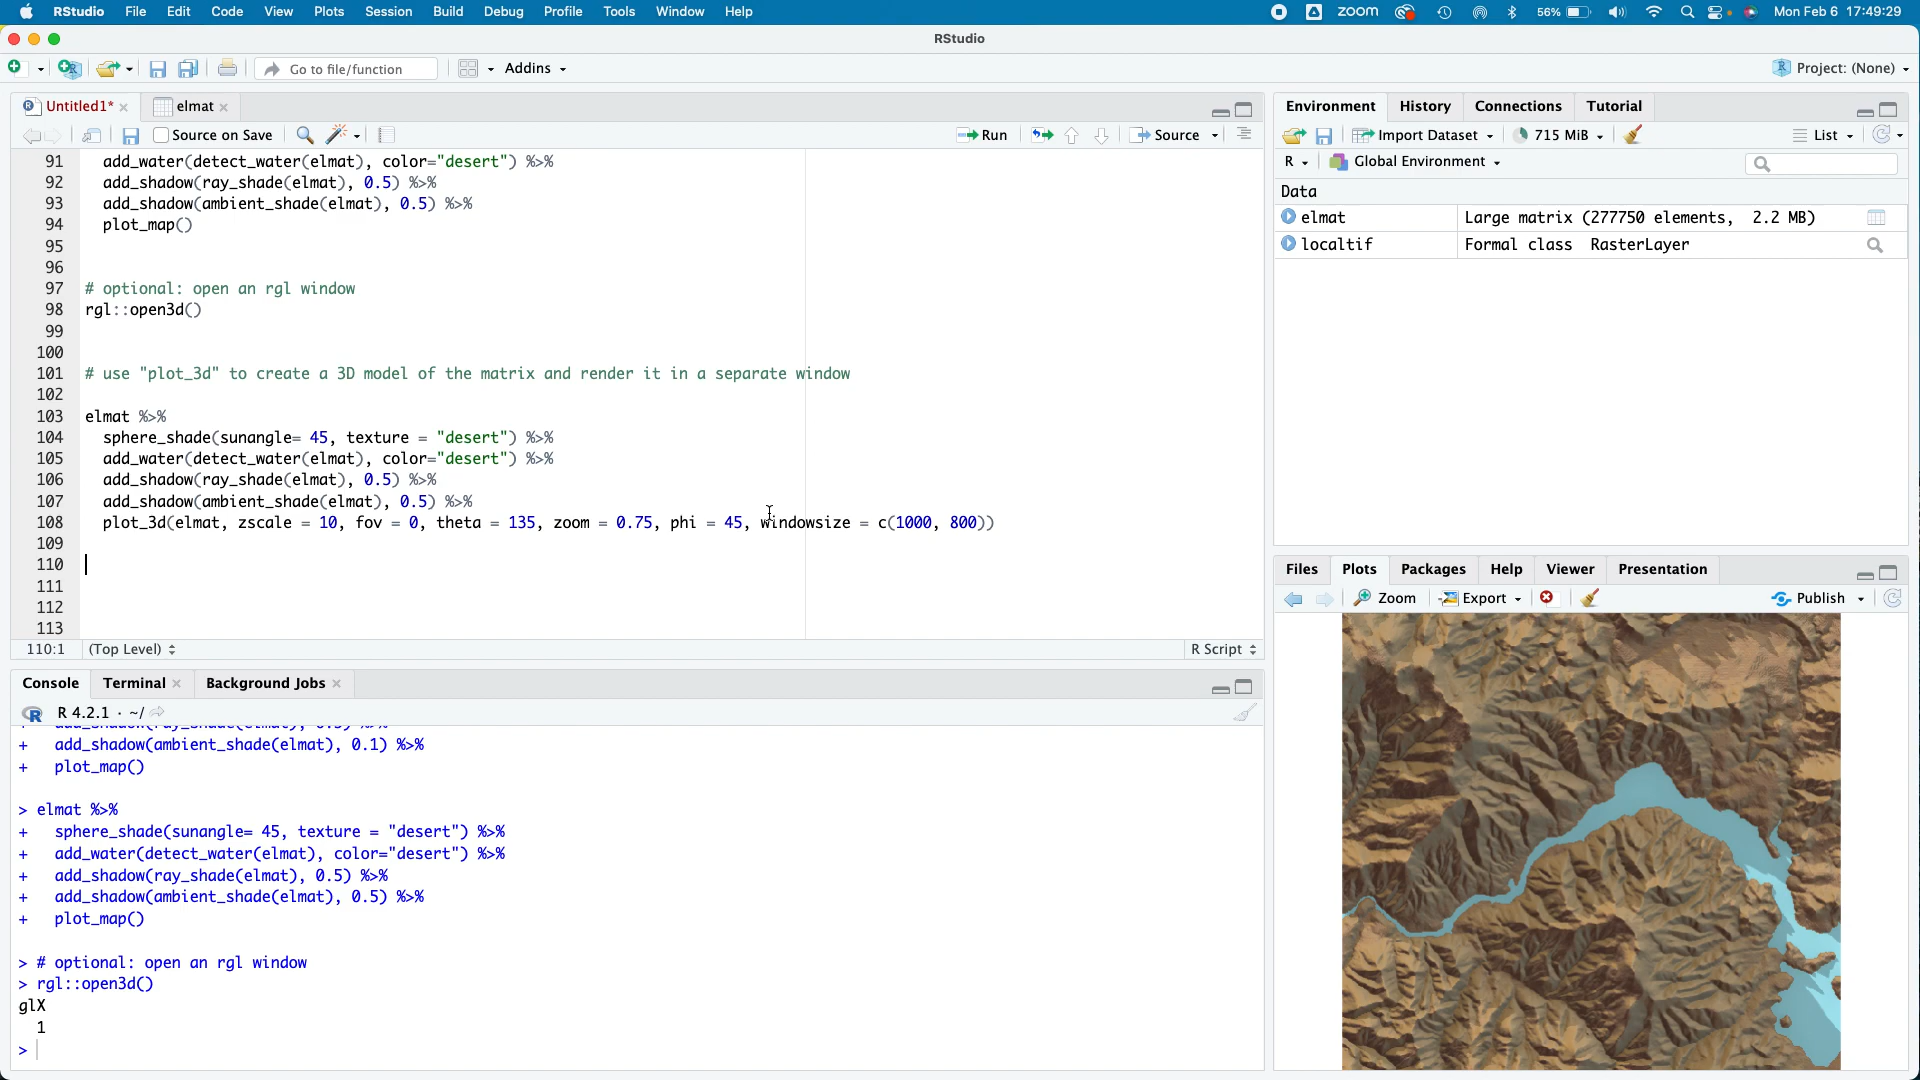 RStudio File Edit Code View Plots Session Build Debug Profile Tools Window Help zoom 56% Mon Feb 6 17:49:29
RStudio
Go to file/function Addins Project: (None)
Untitled1* elmat
Source on Save Run Source
91 add_water(detect_water(elmat), color="desert") %>%
92 add_shadow(ray_shade(elmat), 0.5) %>%
93 add_shadow(ambient_shade(elmat), 0.5) %>%
94 plot_map()
95
96
97 # optional: open an rgl window
98 rgl::open3d()
99
100
101 # use "plot_3d" to create a 3D model of the matrix and render it in a separate window
102
103 elmat %>%
104 sphere_shade(sunangle= 45, texture = "desert") %>%
105 add_water(detect_water(elmat), color="desert") %>%
106 add_shadow(ray_shade(elmat), 0.5) %>%
107 add_shadow(ambient_shade(elmat), 0.5) %>%
108 plot_3d(elmat, zscale = 10, fov = 0, theta = 135, zoom = 0.75, phi = 45, windowsize = c(1000, 800))
109
110
111
112
113
110:1 (Top Level) R Script
Console Terminal Background Jobs
R 4.2.1 · ~/
+ add_shadow(ambient_shade(elmat), 0.1) %>%
+ plot_map()
> elmat %>%
+ sphere_shade(sunangle= 45, texture = "desert") %>%
+ add_water(detect_water(elmat), color="desert") %>%
+ add_shadow(ray_shade(elmat), 0.5) %>%
+ add_shadow(ambient_shade(elmat), 0.5) %>%
+ plot_map()
> # optional: open an rgl window
> rgl::open3d()
glX
1
>
Environment History Connections Tutorial
Import Dataset 715 MiB List
R Global Environment
Data
elmat Large matrix (277750 elements, 2.2 MB)
localtif Formal class RasterLayer
Files Plots Packages Help Viewer Presentation
Zoom Export Publish